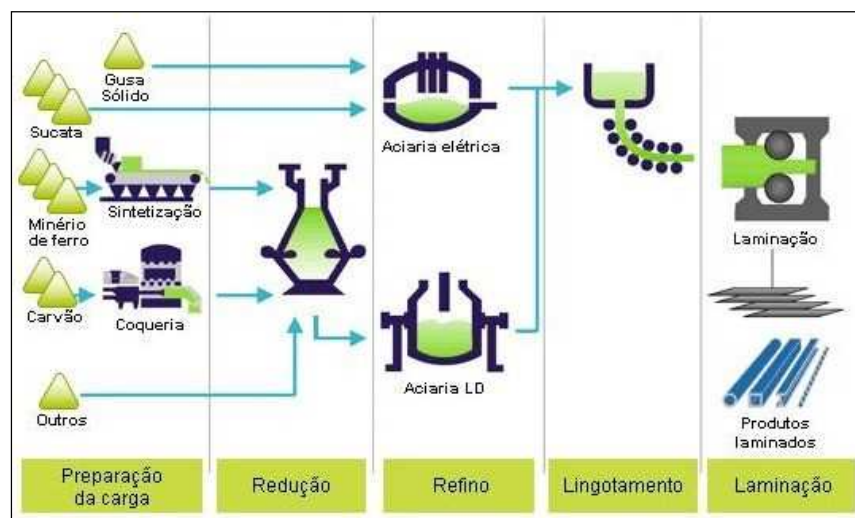 Gusa
Sólido
Sucata
Aciaria elétrica
Minério
de ferro
Sintetização
Carvão
Coqueria
Outros
Aciaria LD
Laminação
Produtos
laminados
Preparação
da carga
Redução
Refino
Lingotamento
Laminação